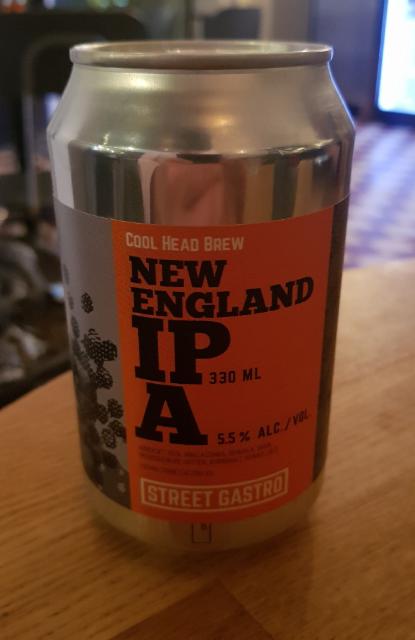 COOL HEAD BREW
NEW
ENGLAND
IP
330 ML
A
5.5% ALC./VOL.
STREET GASTRO